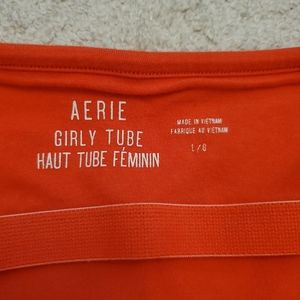 AERIE
GIRLY TUBE
HAUT TUBE FÉMININ
MADE IN VIETNAM
FABRIQUÉ AU VIETNAM
L/G